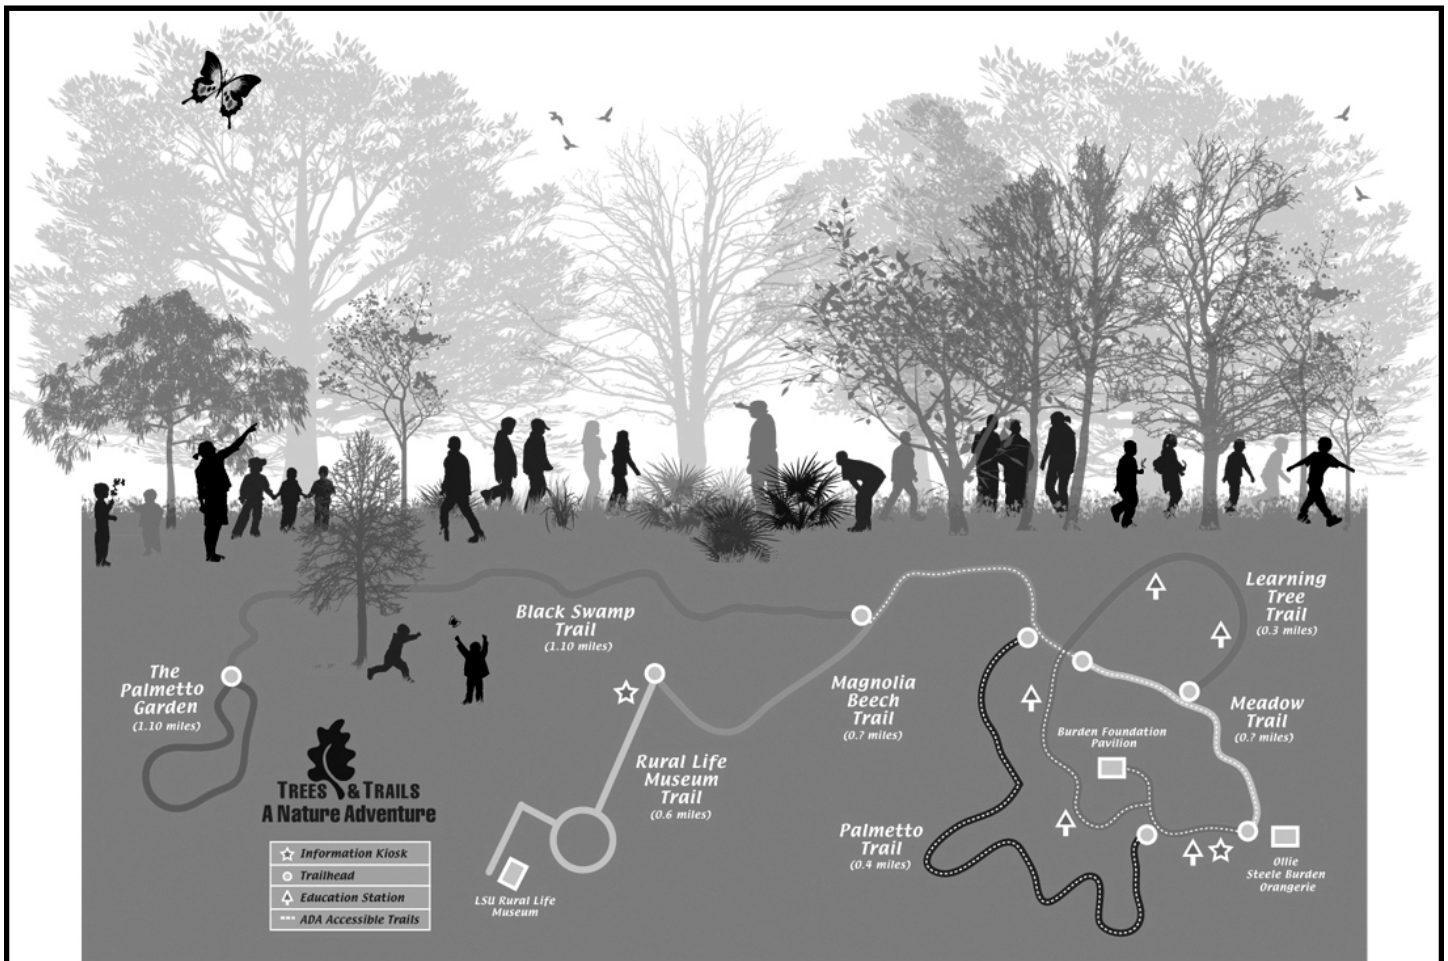 Black Swamp
Trail
(1.10 miles)
Learning
Tree
Trail
(0.3 miles)
The
Palmetto
Garden
(1.10 miles)
Magnolia
Beech
Trail
(0.? miles)
Meadow
Trail
(0.? miles)
Burden Foundation
Pavilion
Rural Life
Museum
Trail
(0.6 miles)
TREES & TRAILS
A Nature Adventure
Palmetto
Trail
(0.4 miles)
Ollie
Steele Burden
Orangerie
Information Kiosk
Trailhead
Education Station
ADA Accessible Trails
LSU Rural Life
Museum